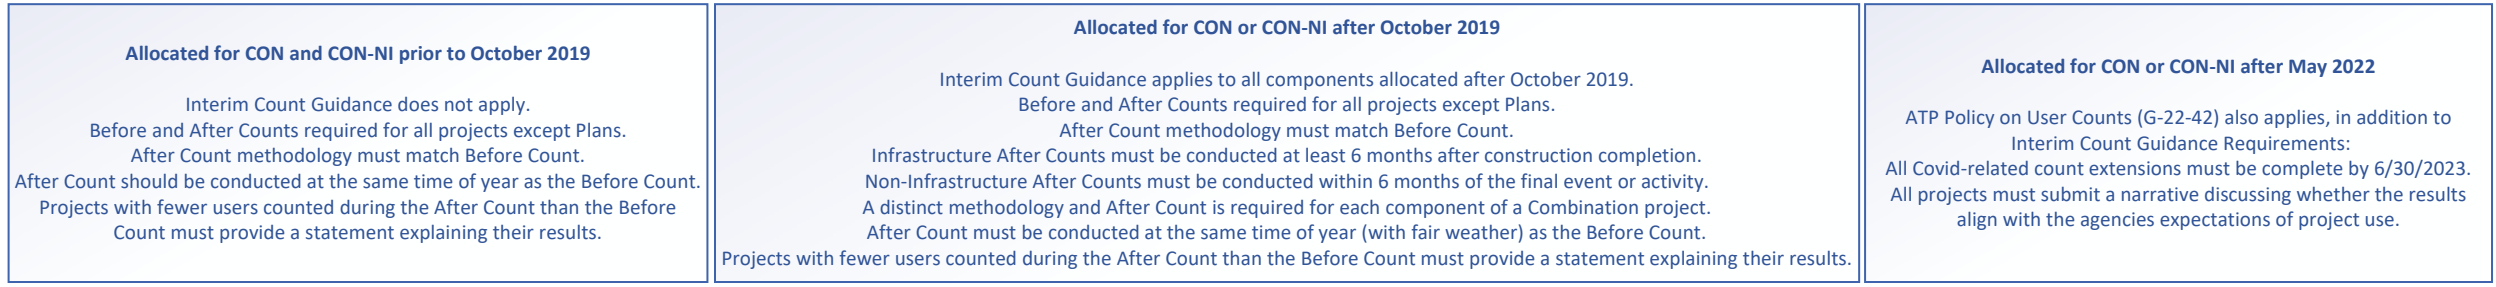 Allocated for CON and CON-NI prior to October 2019
Interim Count Guidance does not apply.
Before and After Counts required for all projects except Plans.
After Count methodology must match Before Count.
After Count should be conducted at the same time of year as the Before Count.
Projects with fewer users counted during the After Count than the Before
Count must provide a statement explaining their results.
Allocated for CON or CON-NI after October 2019
Interim Count Guidance applies to all components allocated after October 2019.
Before and After Counts required for all projects except Plans.
After Count methodology must match Before Count.
Infrastructure After Counts must be conducted at least 6 months after construction completion.
Non-Infrastructure After Counts must be conducted within 6 months of the final event or activity.
A distinct methodology and After Count is required for each component of a Combination project.
After Count must be conducted at the same time of year (with fair weather) as the Before Count.
Projects with fewer users counted during the After Count than the Before Count must provide a statement explaining their results.
Allocated for CON or CON-NI after May 2022
ATP Policy on User Counts (G-22-42) also applies, in addition to
Interim Count Guidance Requirements:
All Covid-related count extensions must be complete by 6/30/2023.
All projects must submit a narrative discussing whether the results
align with the agencies expectations of project use.